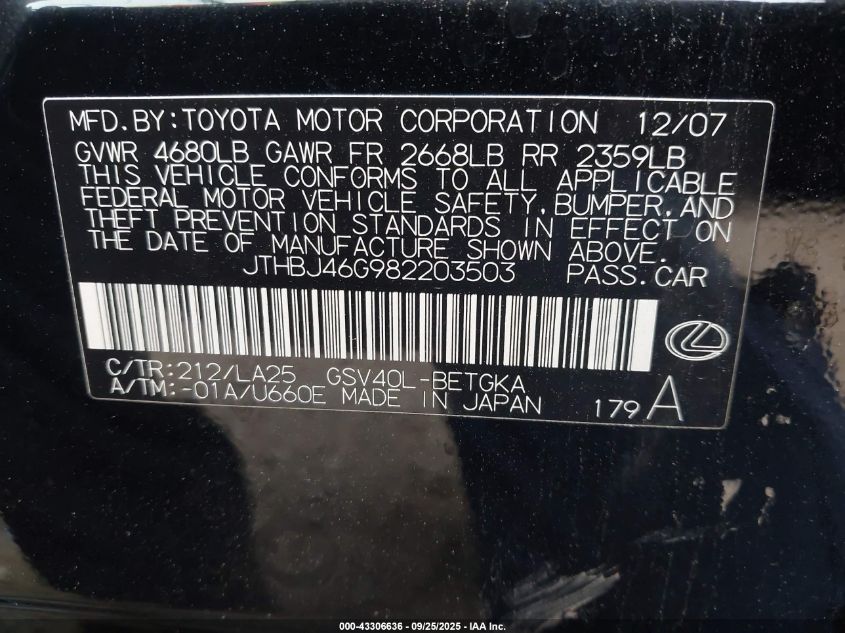 MFD.BY:TOYOTA MOTOR CORPORATION 12/07
GVWR 4680LB GAWR FR 2668LB RR 2359LB
THIS VEHICLE CONFORMS TO ALL APPLICABLE
FEDERAL MOTOR VEHICLE SAFETY,BUMPER,AND
THEFT PREVENTION STANDARDS IN EFFECT ON
THE DATE OF MANUFACTURE SHOWN ABOVE.
JTHBJ46G982203503 PASS.CAR
C/TR:212/LA25 GSV40L-BETGKA
A/TM:-01A/U660E MADE IN JAPAN 179A
000-43306636 - 09/25/2025 - IAA Inc.